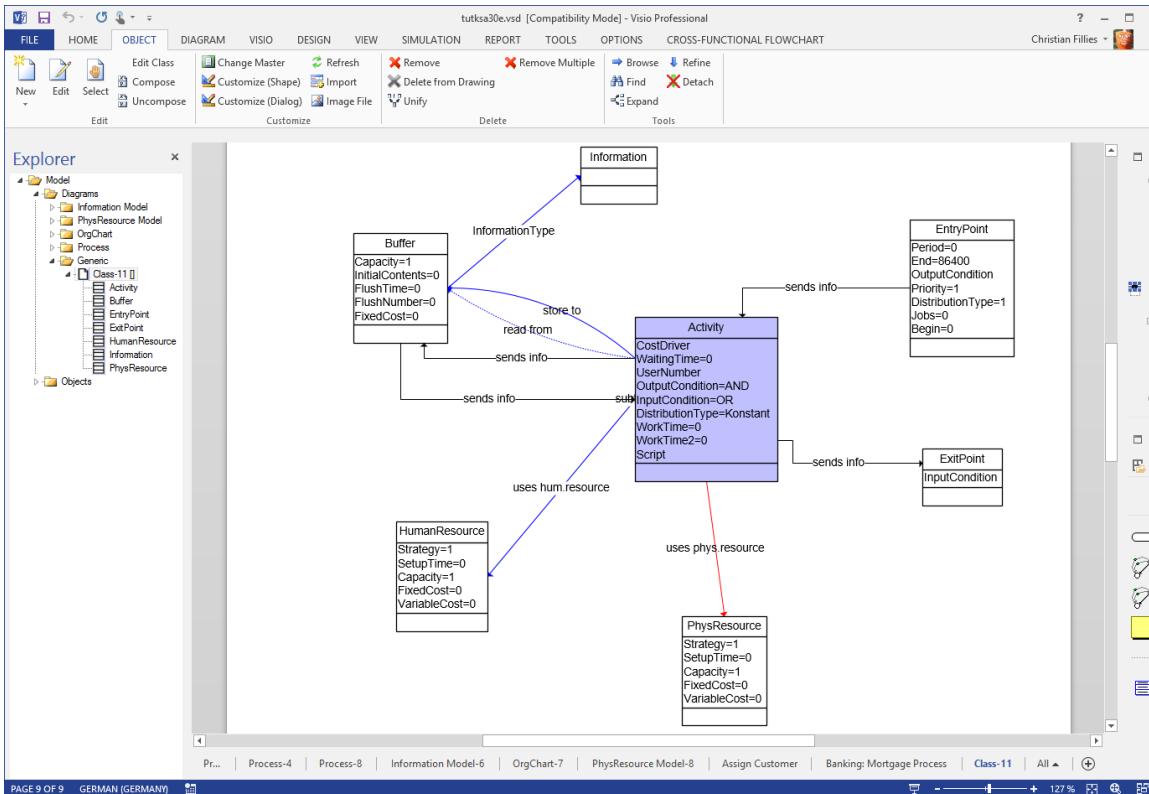 tutksa30e.vsd [Compatibility Mode] - Visio Professional
FILE HOME OBJECT DIAGRAM VISIO DESIGN VIEW SIMULATION REPORT TOOLS OPTIONS CROSS-FUNCTIONAL FLOWCHART Christian Fillies
New
Edit
Select
Edit Class
Compose
Uncompose
Edit
Change Master
Customize (Shape)
Customize (Dialog)
Refresh
Import
Image File
Customize
Remove
Delete from Drawing
Unify
Remove Multiple
Delete
Browse
Find
Expand
Refine
Detach
Tools
Explorer
Model
Diagrams
Information Model
PhysResource Model
OrgChart
Process
Generic
Class-11 []
Activity
Buffer
EntryPoint
ExitPoint
HumanResource
Information
PhysResource
Objects
Information
InformationType
Buffer
Capacity=1
InitialContents=0
FlushTime=0
FlushNumber=0
FixedCost=0
EntryPoint
Period=0
End=86400
OutputCondition
Priority=1
DistributionType=1
Jobs=0
Begin=0
sends info
store to
read from
sends info
sends info
sub
Activity
CostDriver
WaitingTime=0
UserNumber
OutputCondition=AND
InputCondition=OR
DistributionType=Konstant
WorkTime=0
WorkTime2=0
Script
sends info
ExitPoint
InputCondition
uses hum.resource
HumanResource
Strategy=1
SetupTime=0
Capacity=1
FixedCost=0
VariableCost=0
uses phys.resource
PhysResource
Strategy=1
SetupTime=0
Capacity=1
FixedCost=0
VariableCost=0
Pr... Process-4 Process-8 Information Model-6 OrgChart-7 PhysResource Model-8 Assign Customer Banking: Mortgage Process Class-11 All
PAGE 9 OF 9 GERMAN (GERMANY) 127 %